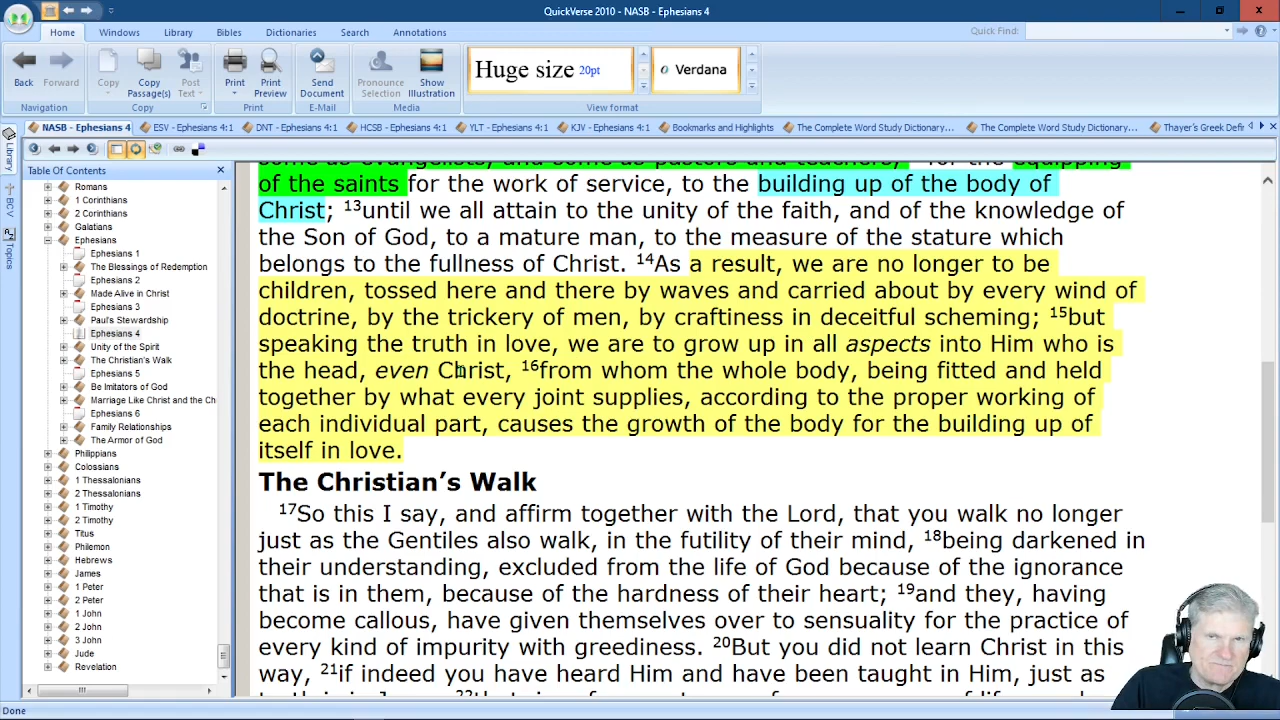 QuickVerse 2010 - NASB - Ephesians 4
Home Windows Library Bibles Dictionaries Search Annotations Quick Find:
Back Forward Copy Copy Passage(s) Post Text Print Print Preview Send Document Pronounce Selection Show Illustration Huge size 20pt O Verdana
Navigation Copy Print E-Mail Media View format
NASB - Ephesians 4 ESV - Ephesians 4:1 DNT - Ephesians 4:1 HCSB - Ephesians 4:1 YLT - Ephesians 4:1 KJV - Ephesians 4:1 Bookmarks and Highlights The Complete Word Study Dictionary... The Complete Word Study Dictionary... Thayer's Greek Defi
Library
BCV
Topics
Table Of Contents
Romans
1 Corinthians
2 Corinthians
Galatians
Ephesians
Ephesians 1
The Blessings of Redemption
Ephesians 2
Made Alive in Christ
Ephesians 3
Paul's Stewardship
Ephesians 4
Unity of the Spirit
The Christian's Walk
Ephesians 5
Be Imitators of God
Marriage Like Christ and the Ch
Ephesians 6
Family Relationships
The Armor of God
Philippians
Colossians
1 Thessalonians
2 Thessalonians
1 Timothy
2 Timothy
Titus
Philemon
Hebrews
James
1 Peter
2 Peter
1 John
2 John
3 John
Jude
Revelation
some as evangelists, and some as pastors and teachers, for the equipping
of the saints for the work of service, to the building up of the body of
Christ; 13until we all attain to the unity of the faith, and of the knowledge of
the Son of God, to a mature man, to the measure of the stature which
belongs to the fullness of Christ. 14As a result, we are no longer to be
children, tossed here and there by waves and carried about by every wind of
doctrine, by the trickery of men, by craftiness in deceitful scheming; 15but
speaking the truth in love, we are to grow up in all aspects into Him who is
the head, even Christ, 16from whom the whole body, being fitted and held
together by what every joint supplies, according to the proper working of
each individual part, causes the growth of the body for the building up of
itself in love.
The Christian's Walk
17So this I say, and affirm together with the Lord, that you walk no longer
just as the Gentiles also walk, in the futility of their mind, 18being darkened in
their understanding, excluded from the life of God because of the ignorance
that is in them, because of the hardness of their heart; 19and they, having
become callous, have given themselves over to sensuality for the practice of
every kind of impurity with greediness. 20But you did not learn Christ in this
way, 21if indeed you have heard Him and have been taught in Him, just as
Done